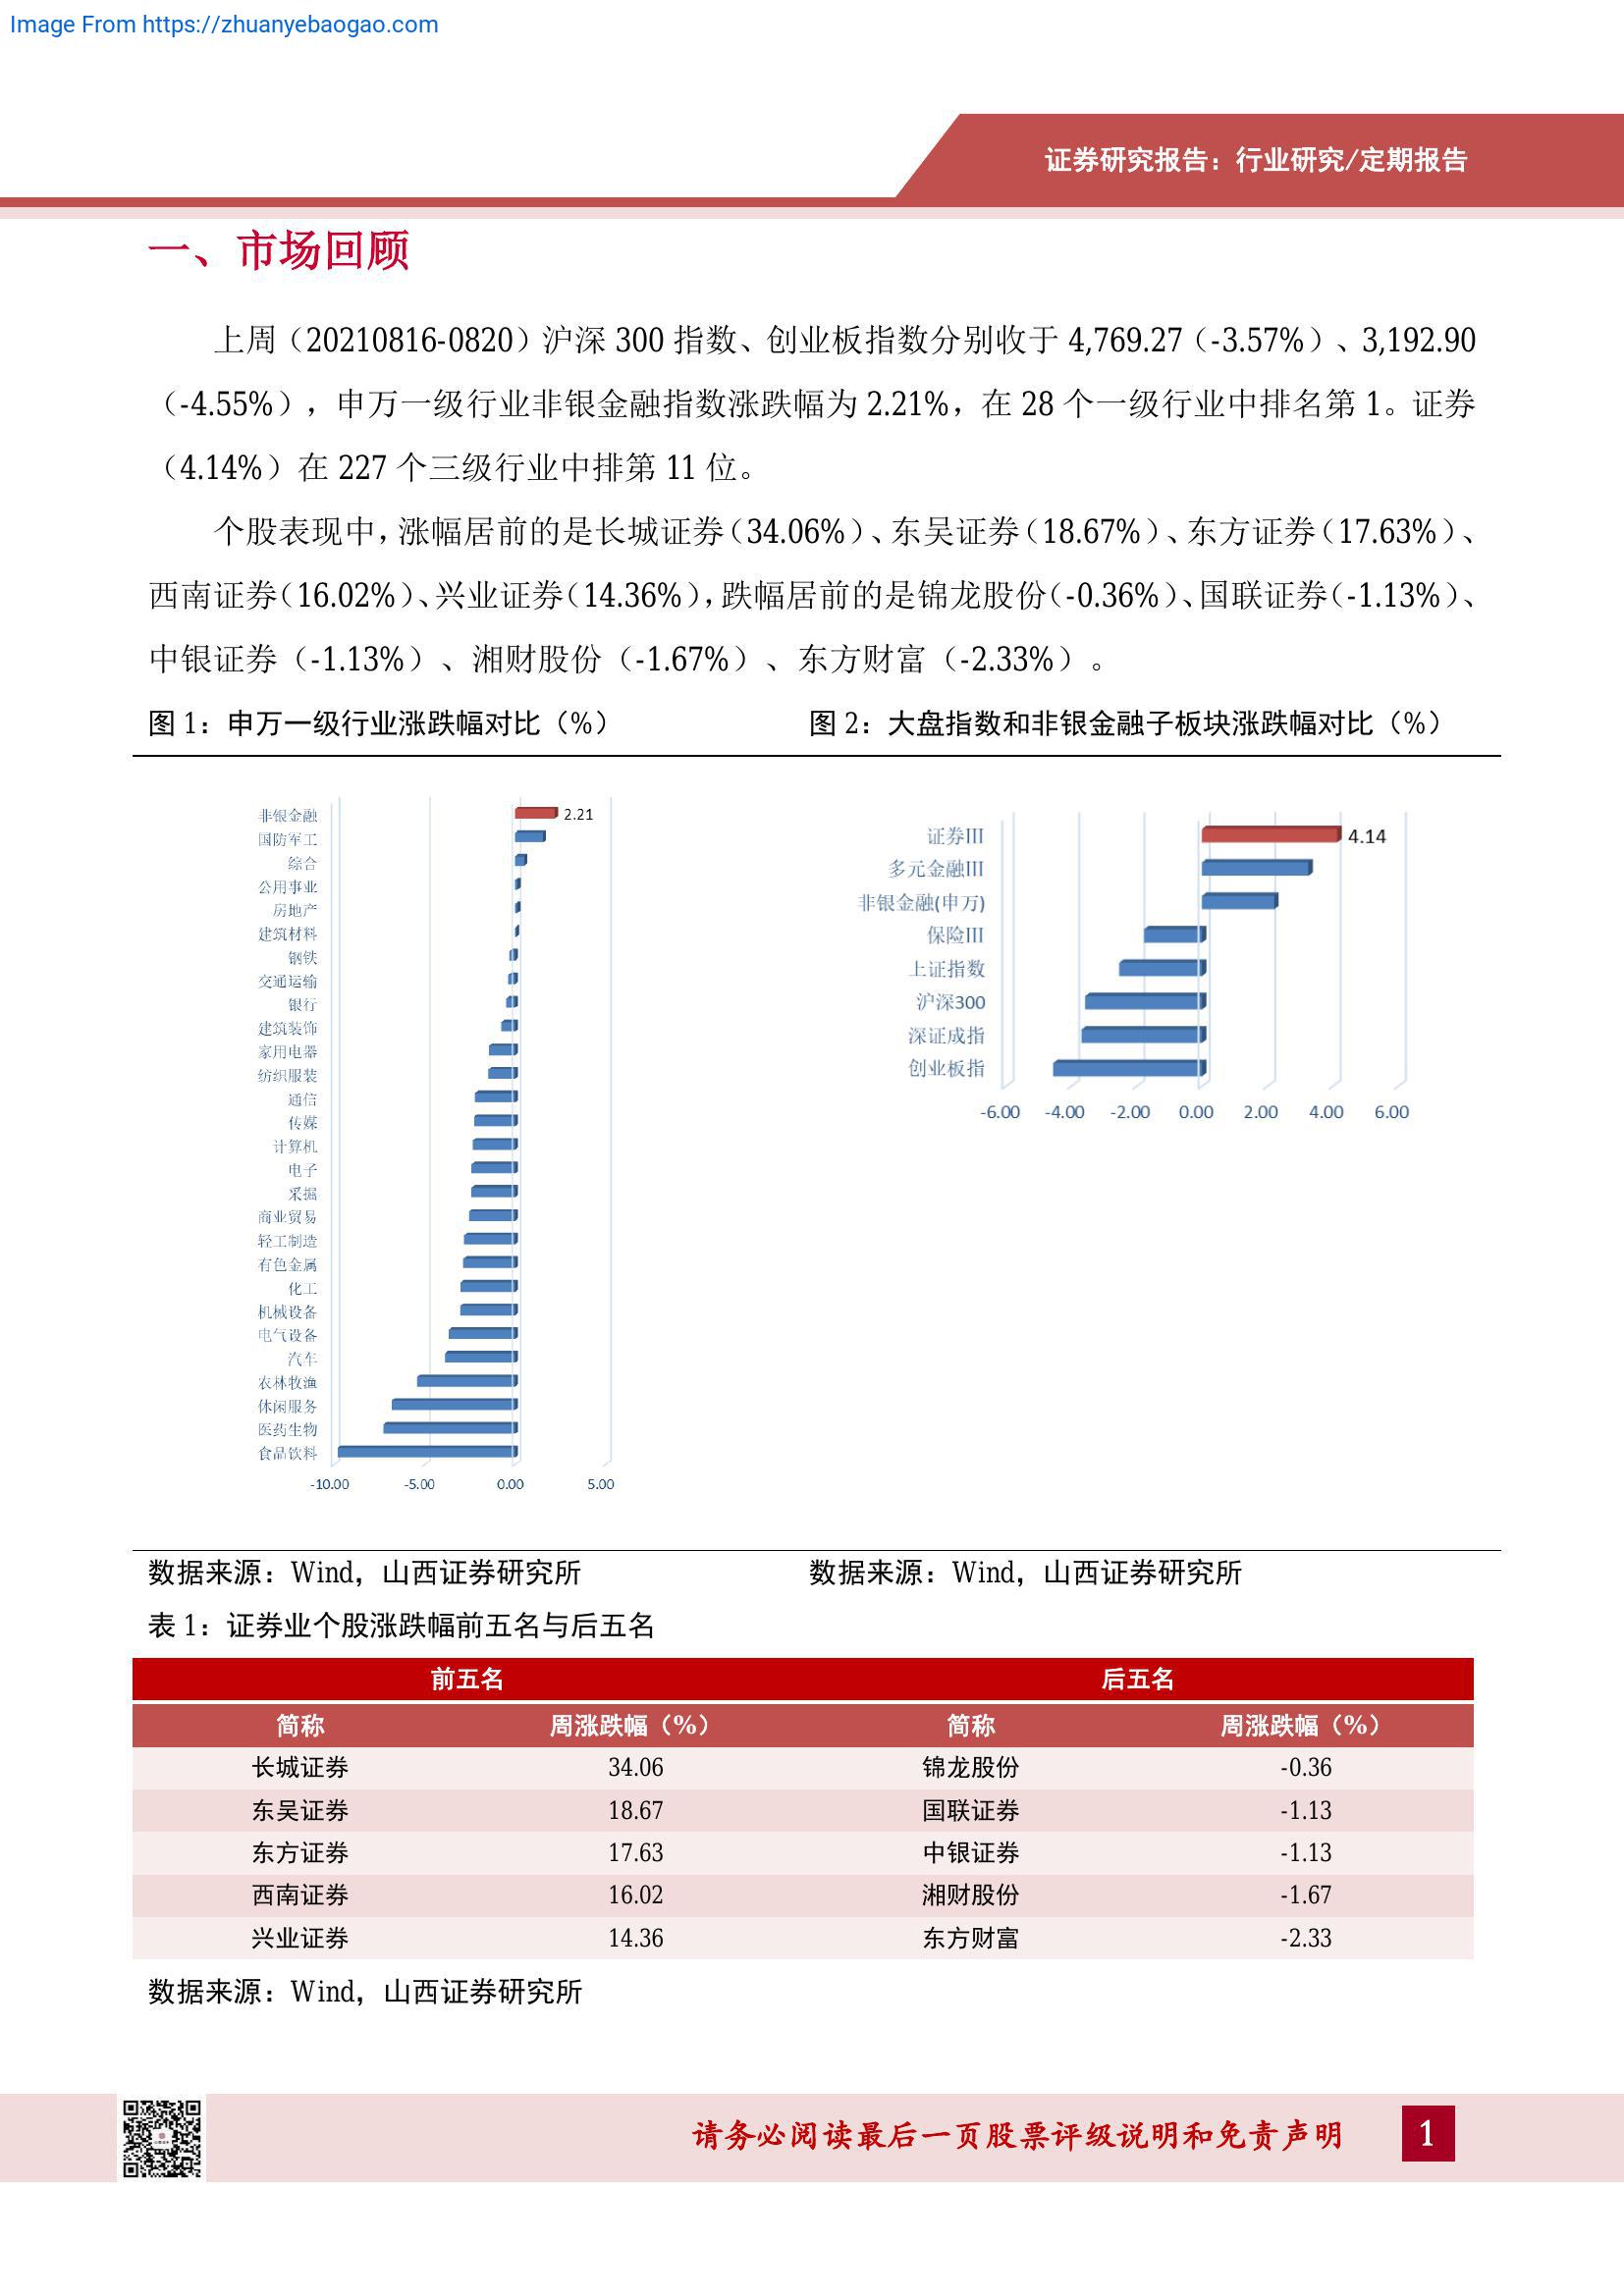 Image From https://zhuanyebaogao.com
证券研究报告：行业研究/定期报告
一、市场回顾
上周（20210816-0820）沪深 300 指数、创业板指数分别收于 4,769.27（-3.57%）、3,192.90
（-4.55%），申万一级行业非银金融指数涨跌幅为 2.21%，在 28 个一级行业中排名第 1。证券
（4.14%）在 227 个三级行业中排第 11 位。
个股表现中，涨幅居前的是长城证券（34.06%）、东吴证券（18.67%）、东方证券（17.63%）、
西南证券（16.02%）、兴业证券（14.36%），跌幅居前的是锦龙股份（-0.36%）、国联证券（-1.13%）、
中银证券（-1.13%）、湘财股份（-1.67%）、东方财富（-2.33%）。
图 1：申万一级行业涨跌幅对比（%）
非银金融 2.21
国防军工
综合
公用事业
房地产
建筑材料
钢铁
交通运输
银行
建筑装饰
家用电器
纺织服装
通信
传媒
计算机
电子
采掘
商业贸易
轻工制造
有色金属
化工
机械设备
电气设备
汽车
农林牧渔
休闲服务
医药生物
食品饮料
-10.00 -5.00 0.00 5.00
数据来源：Wind，山西证券研究所
图 2：大盘指数和非银金融子板块涨跌幅对比（%）
证券III 4.14
多元金融III
非银金融(申万)
保险III
上证指数
沪深300
深证成指
创业板指
-6.00 -4.00 -2.00 0.00 2.00 4.00 6.00
数据来源：Wind，山西证券研究所
表 1：证券业个股涨跌幅前五名与后五名
前五名 后五名
简称 周涨跌幅（%） 简称 周涨跌幅（%）
长城证券 34.06 锦龙股份 -0.36
东吴证券 18.67 国联证券 -1.13
东方证券 17.63 中银证券 -1.13
西南证券 16.02 湘财股份 -1.67
兴业证券 14.36 东方财富 -2.33
数据来源：Wind，山西证券研究所
请务必阅读最后一页股票评级说明和免责声明 1